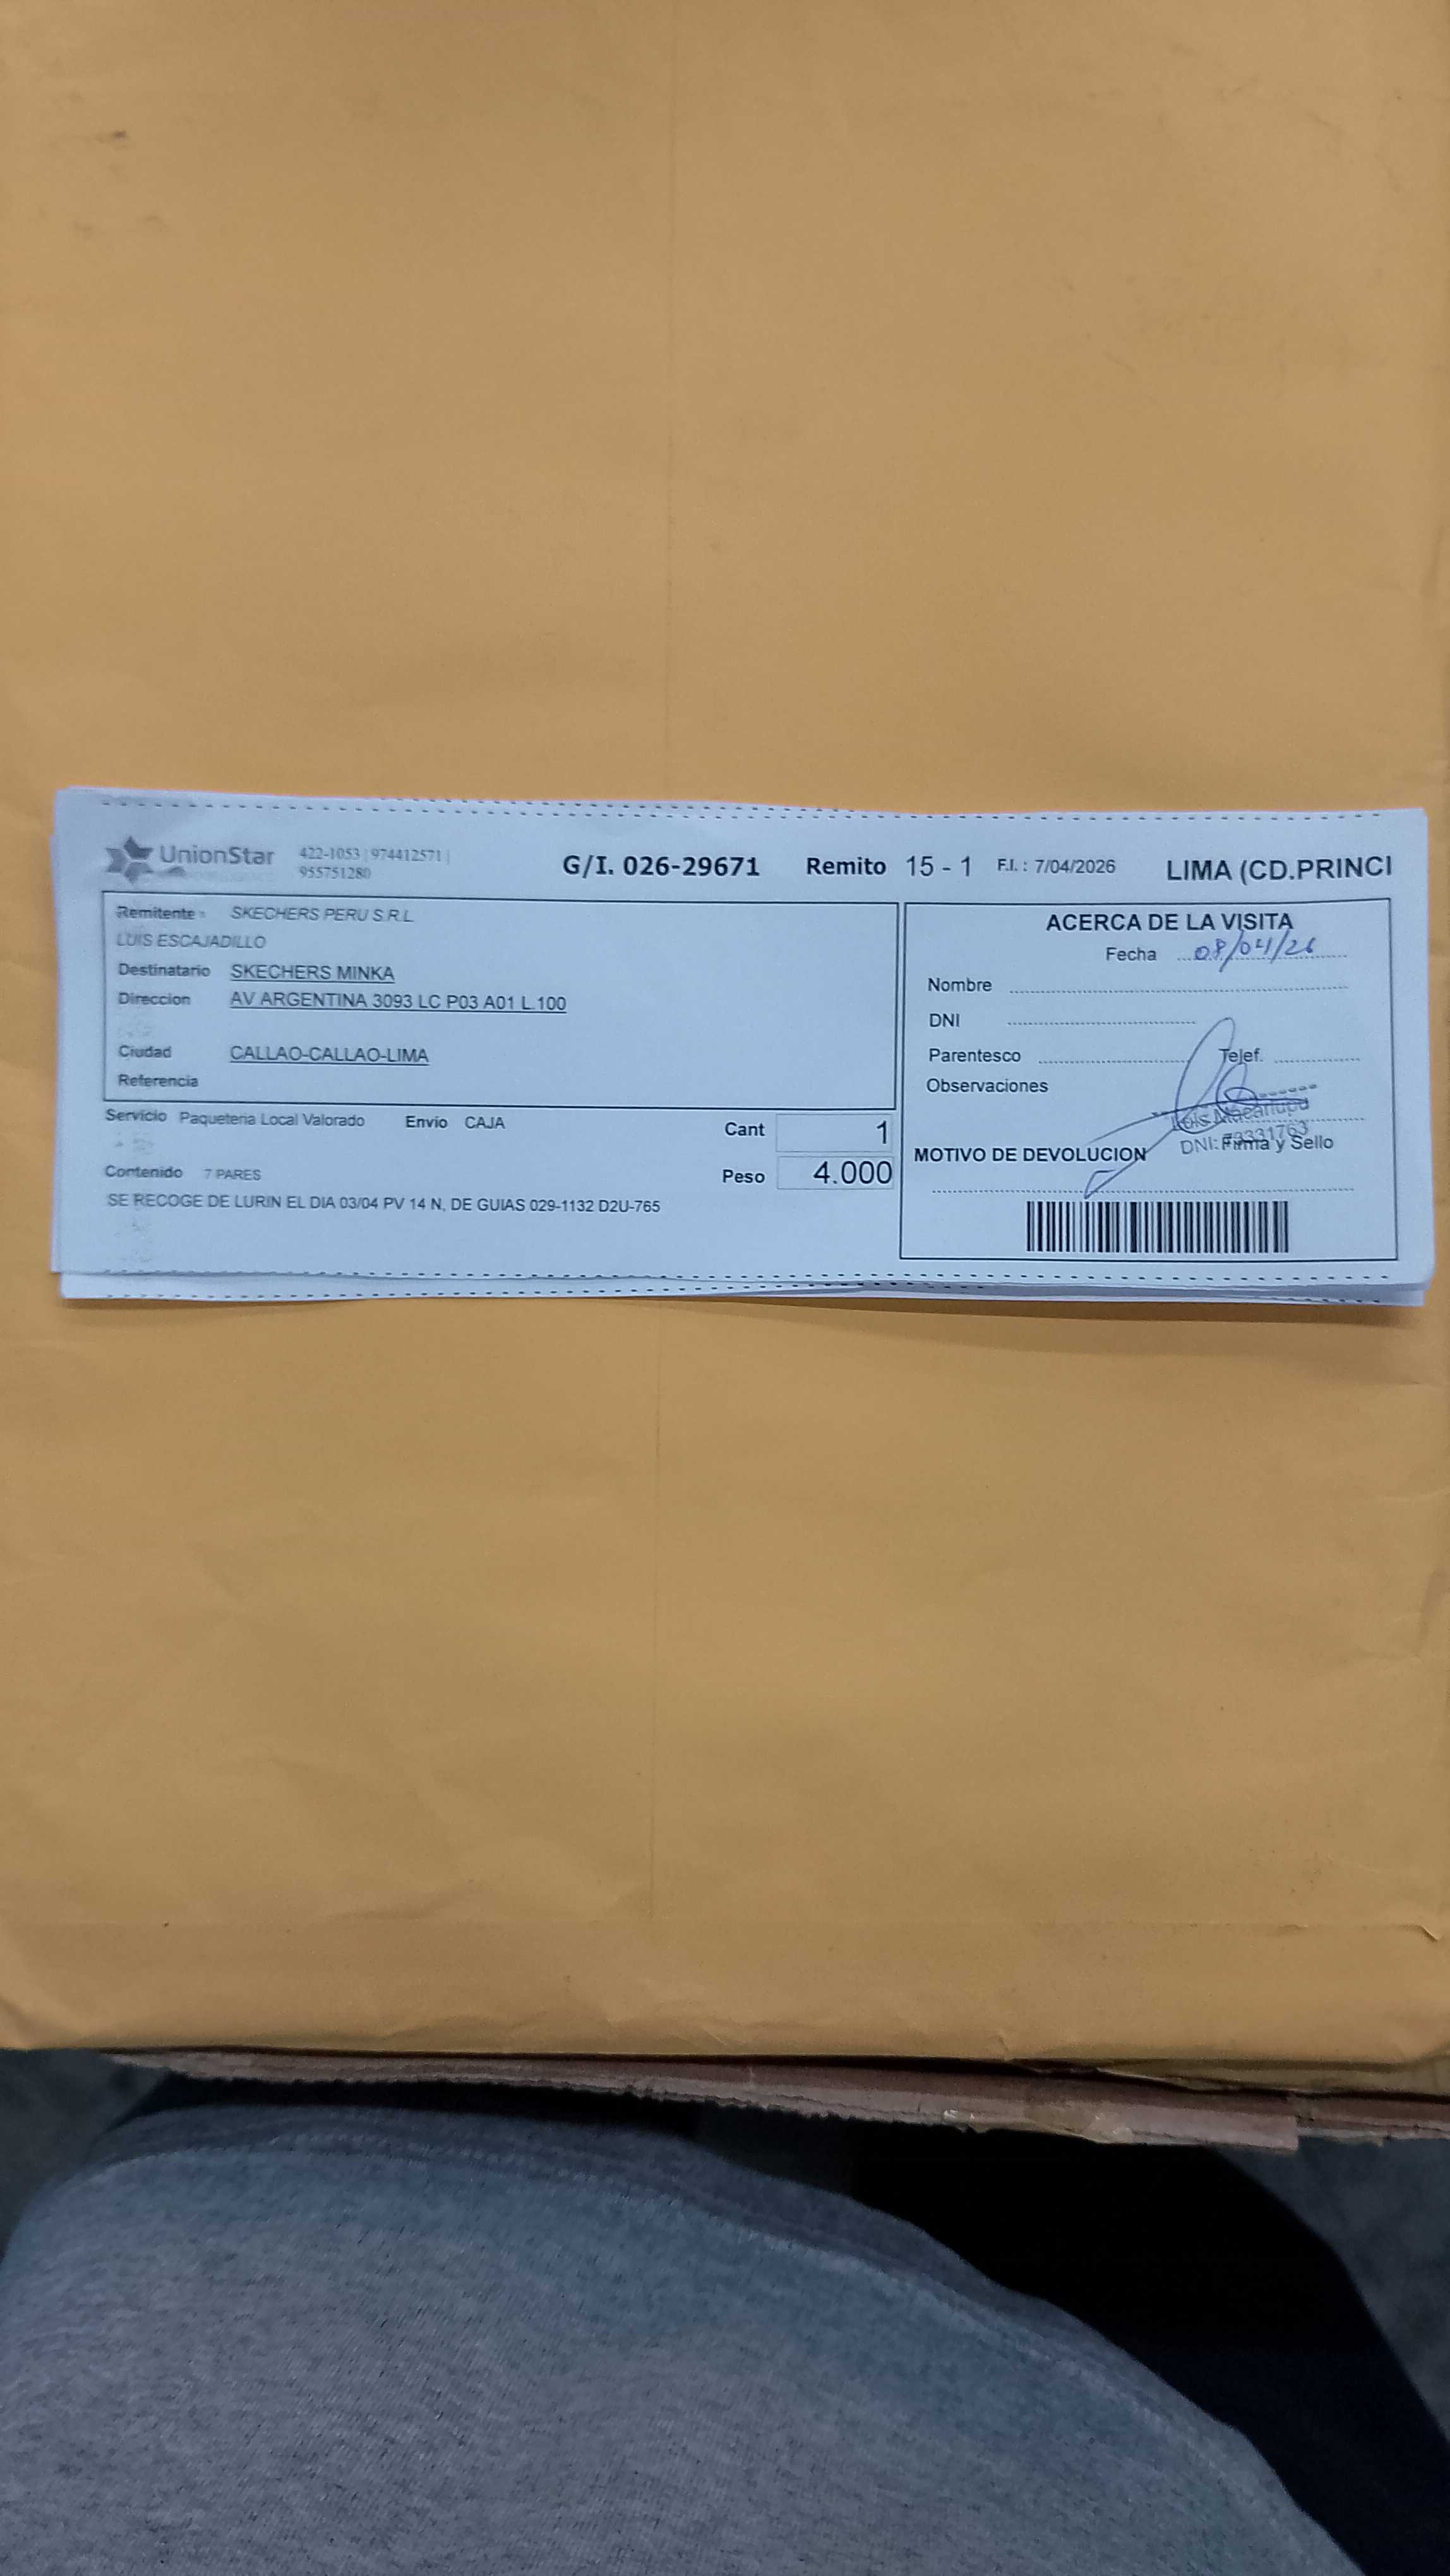 UnionStar
422-1053 | 974412571 |
955751280
G/I. 026-29671 Remito 15 - 1 F.I. : 7/04/2026 LIMA (CD.PRINCI
Remitente : SKECHERS PERU S.R.L
LUIS ESCAJADILLO
Destinatario SKECHERS MINKA
Direccion AV ARGENTINA 3093 LC P03 A01 L.100
Ciudad CALLAO-CALLAO-LIMA
Referencia
Servicio Paqueteria Local Valorado Envio CAJA
Cant 1
Contenido 7 PARES
Peso 4.000
SE RECOGE DE LURIN EL DIA 03/04 PV 14 N, DE GUIAS 029-1132 D2U-765
ACERCA DE LA VISITA
Fecha 08/04/26
Nombre
DNI
Parentesco Telef.
Observaciones
Luis
DNI:
Firma y Sello
MOTIVO DE DEVOLUCION